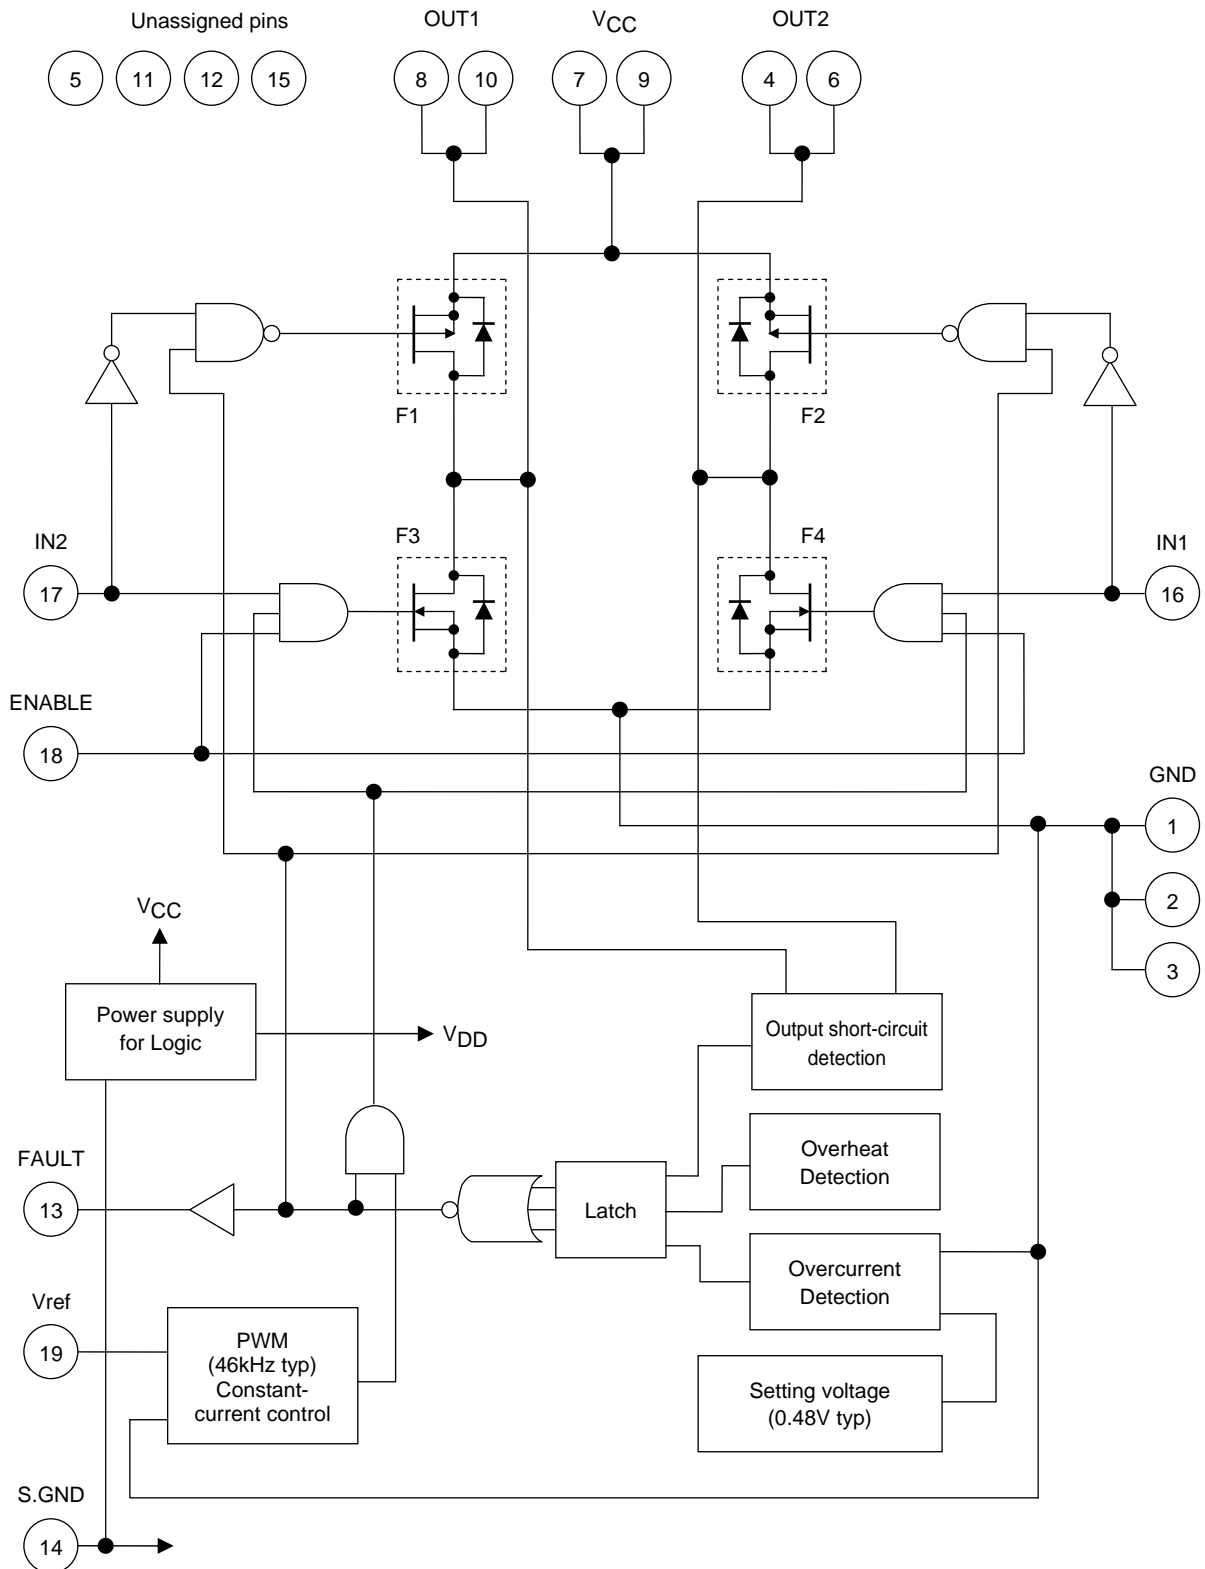 Unassigned pins
OUT1
VCC
OUT2
5
11
12
15
8
10
7
9
4
6
F1
F2
IN2
F3
F4
IN1
17
16
ENABLE
18
GND
1
2
3
VCC
Power supply
for Logic
VDD
Output short-circuit
detection
FAULT
13
Latch
Overheat
Detection
Overcurrent
Detection
Vref
19
PWM
(46kHz typ)
Constant-
current control
Setting voltage
(0.48V typ)
S.GND
14